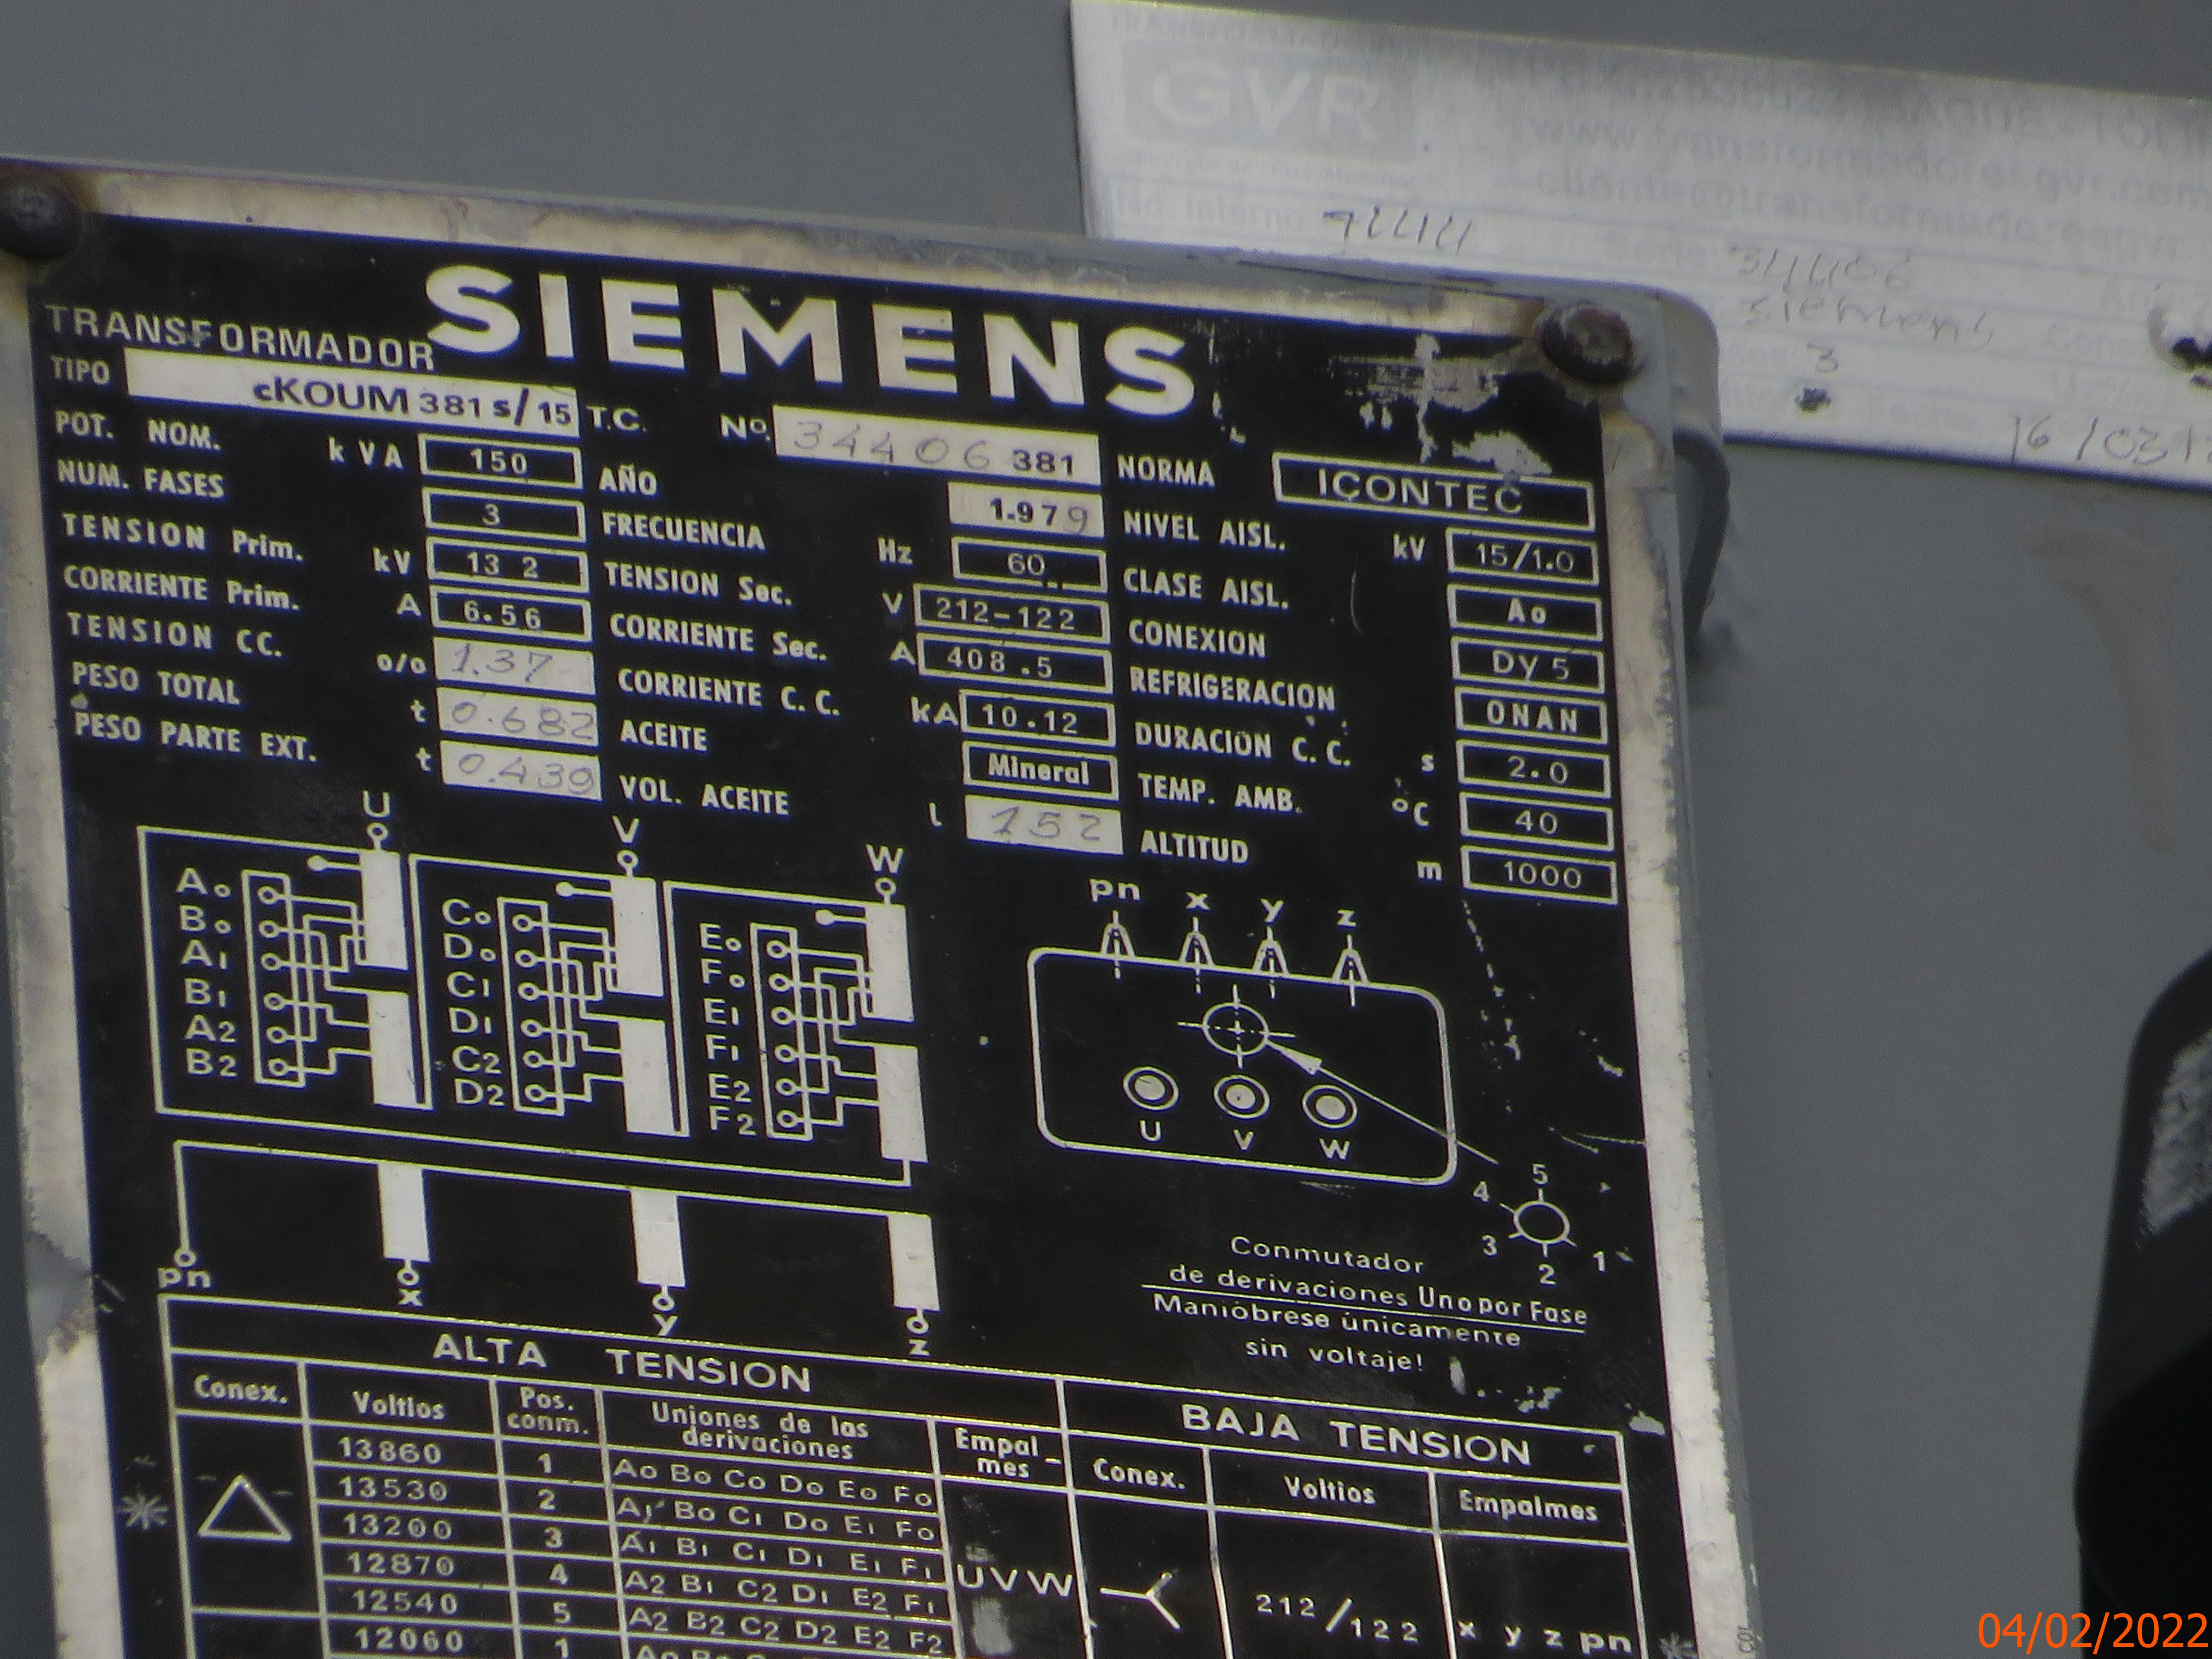 GVR
www.transformadoresgvr.com
cliente@transformadoresgvr.
No Interno
34406
siemens
3
16/03/
SIEMENS
TRANSFORMADOR
TIPO cKOUM 381 s/15 T.C. No. 34406 381 NORMA ICONTEC
POT. NOM. kVA 150 AÑO 1.979 NIVEL AISL. kV 15/1.0
NUM. FASES 3 FRECUENCIA Hz 60 CLASE AISL. Ao
TENSION Prim. kV 13 2 TENSION Sec. V 212-122 CONEXION Dy 5
CORRIENTE Prim. A 6.56 CORRIENTE Sec. A 408.5 REFRIGERACION ONAN
TENSION CC. o/o 1.37 CORRIENTE C.C. kA 10.12 DURACION C.C. s 2.0
PESO TOTAL t 0.682 ACEITE Mineral TEMP. AMB. °C 40
PESO PARTE EXT. t 0.439 VOL. ACEITE l 152 ALTITUD m 1000
U V W
Ao Co Eo
Bo Do Fo
A1 C1 E1
B1 D1 F1
A2 C2 E2
B2 D2 F2
pn x y z
U V W
5
4
3
2
1
pn x y z
Conmutador
de derivaciones Uno por Fase
Manióbrese únicamente
sin voltaje!
ALTA TENSION
BAJA TENSION
Conex. Voltios Pos. conm. Uniones de las derivaciones Empal-mes Conex. Voltios Empalmes
13860 1 Ao Bo Co Do Eo Fo
13530 2 A1 Bo C1 Do E1 Fo
13200 3 A1 B1 C1 D1 E1 F1
12870 4 A2 B1 C2 D1 E2 F1
12540 5 A2 B2 C2 D2 E2 F2
12060 1
UVW
212/122
x y z pn
04/02/2022